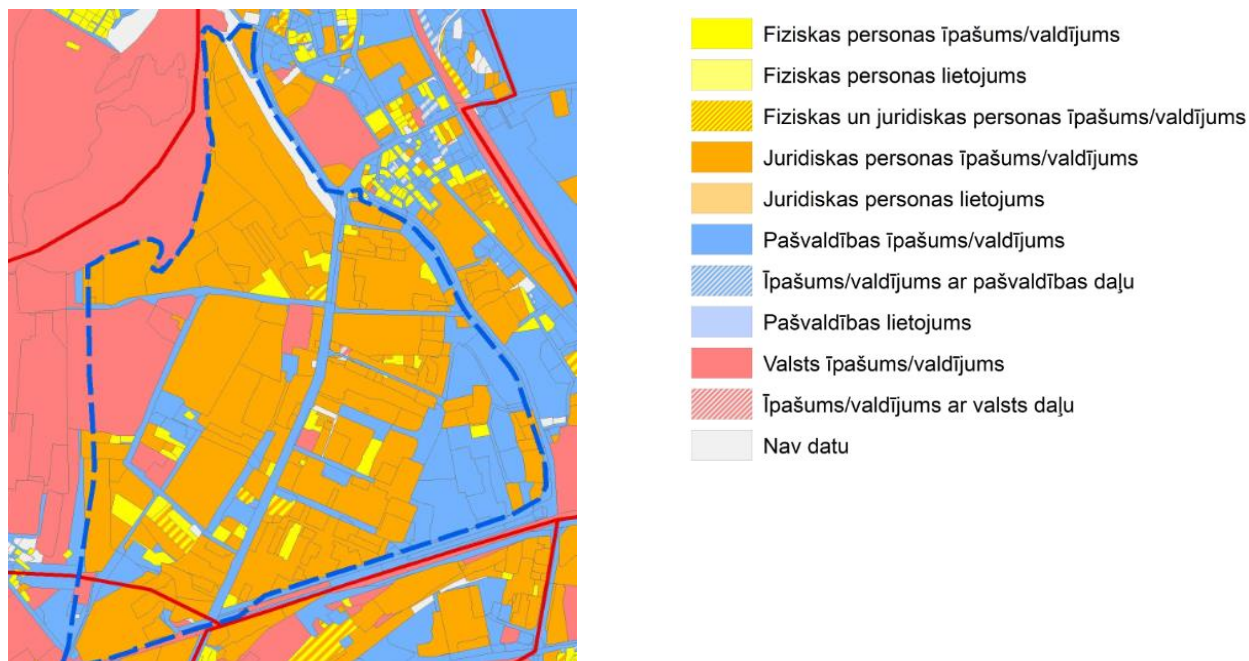 Fiziskas personas īpašums/valdījums
Fiziskas personas lietojums
Fiziskas un juridiskas personas īpašums/valdījums
Juridiskas personas īpašums/valdījums
Juridiskas personas lietojums
Pašvaldības īpašums/valdījums
Īpašums/valdījums ar pašvaldības daļu
Pašvaldības lietojums
Valsts īpašums/valdījums
Īpašums/valdījums ar valsts daļu
Nav datu